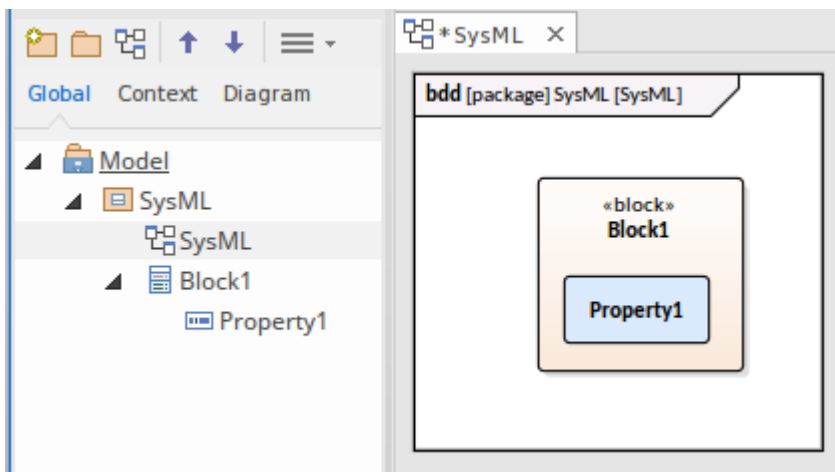 Global Context Diagram
Model
SysML
SysML
Block1
Property1
*SysML
bdd [package] SysML [SysML]
«block»
Block1
Property1